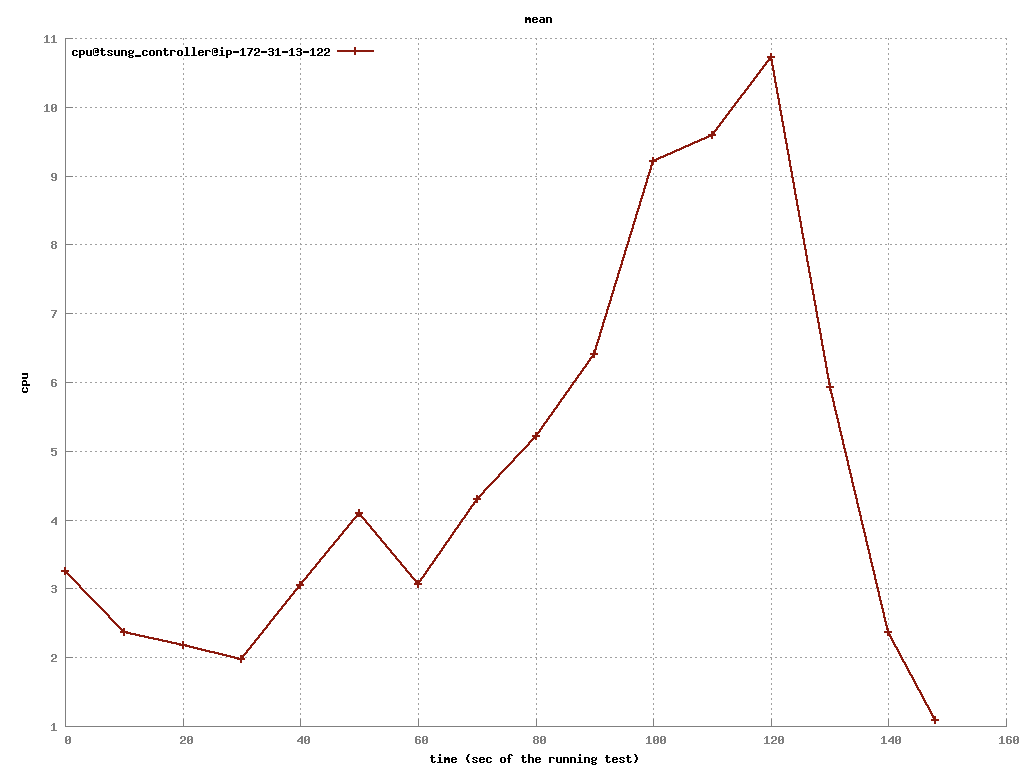 mean
cpu@tsung_controller@ip-172-31-13-122
11
10
9
8
7
6
5
4
3
2
1
cpu
0 20 40 60 80 100 120 140 160
time (sec of the running test)